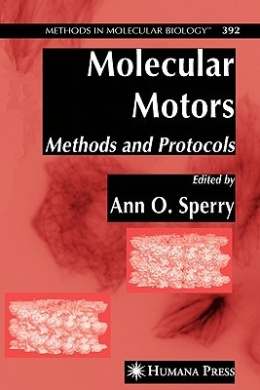 METHODS IN MOLECULAR BIOLOGY™ 392
Molecular
Motors
Methods and Protocols
Edited by
Ann O. Sperry
HUMANA PRESS